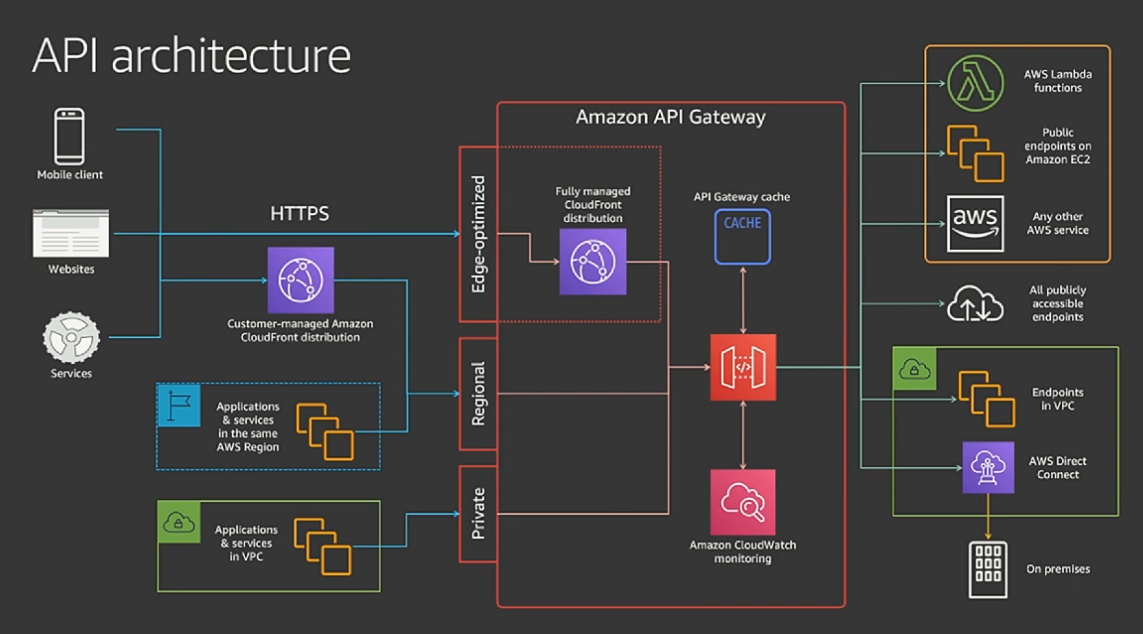 API architecture
Mobile client
Websites
Services
HTTPS
Customer-managed Amazon
CloudFront distribution
Applications
& services
in the same
AWS Region
Applications
& services
in VPC
Edge-optimized
Regional
Private
Amazon API Gateway
Fully managed
CloudFront
distribution
API Gateway cache
CACHE
</>
Amazon CloudWatch
monitoring
AWS Lambda
functions
Public
endpoints on
Amazon EC2
aws
Any other
AWS service
All publicly
accessible
endpoints
Endpoints
in VPC
AWS Direct
Connect
On premises